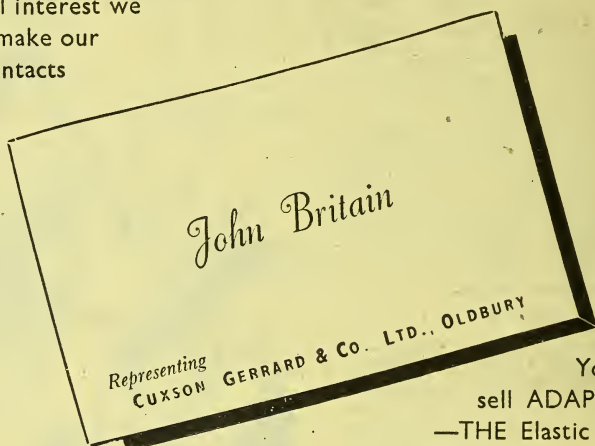 l interest we
make our
ntacts
John Britain
Representing
CUXSON GERRARD & CO. LTD., OLDBURY
Yo
sell ADAP
—THE Elastic